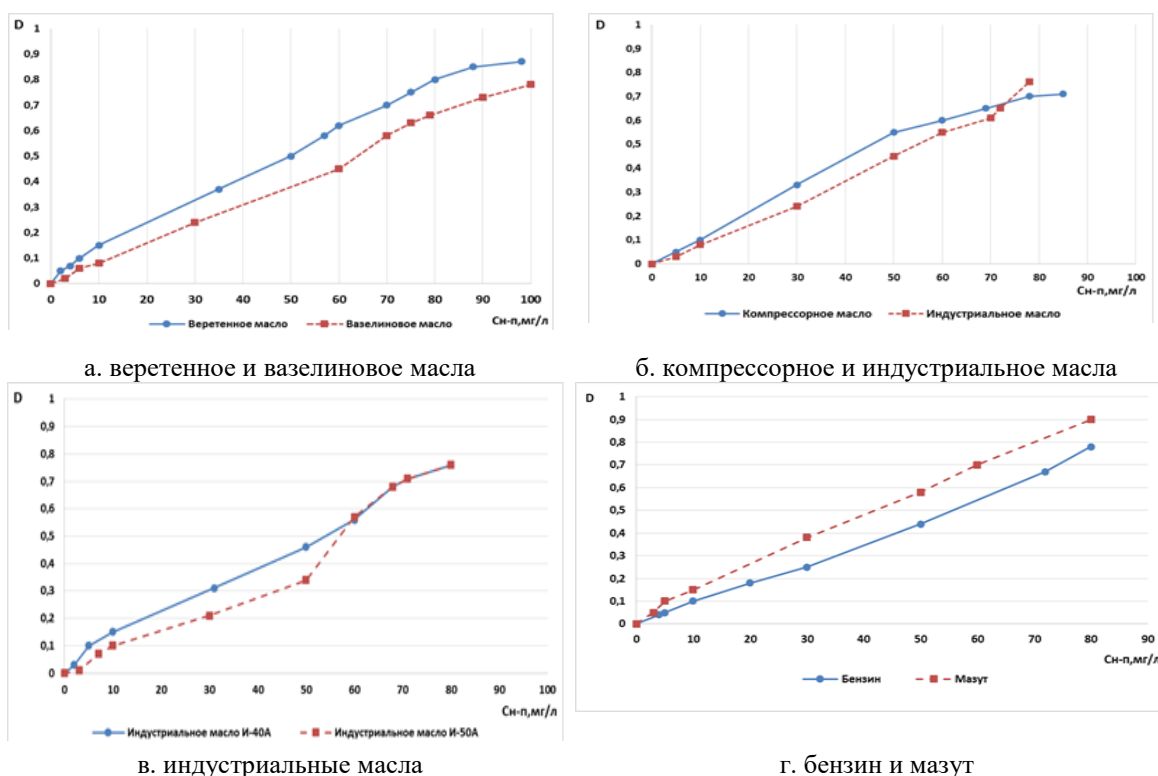 D
1
0,9
0,8
0,7
0,6
0,5
0,4
0,3
0,2
0,1
0
0 10 20 30 40 50 60 70 80 90 100
Сн-п,мг/л
Веретенное масло Вазелиновое масло
а. веретенное и вазелиновое масла
D
1
0,9
0,8
0,7
0,6
0,5
0,4
0,3
0,2
0,1
0
0 10 20 30 40 50 60 70 80 90 100
Сн-п,мг/л
Компрессорное масло Индустриальное масло
б. компрессорное и индустриальное масла
D
1
0,9
0,8
0,7
0,6
0,5
0,4
0,3
0,2
0,1
0
0 10 20 30 40 50 60 70 80 90 100
Сн-п,мг/л
Индустриальное масло И-40А Индустриальное масло И-50А
в. индустриальные масла
D
1
0,9
0,8
0,7
0,6
0,5
0,4
0,3
0,2
0,1
0
0 10 20 30 40 50 60 70 80 90
Сн-п,мг/л
Бензин Мазут
г. бензин и мазут